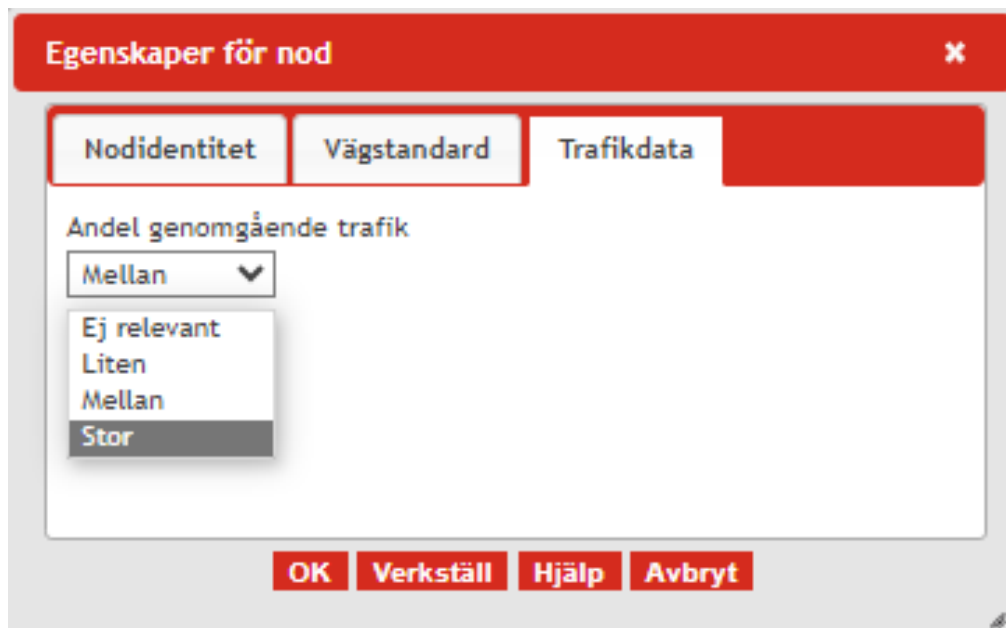 Egenskaper för nod
Nodidentitet Vägstandard Trafikdata
Andel genomgående trafik
Mellan
Ej relevant
Liten
Mellan
Stor
OK Verkställ Hjälp Avbryt